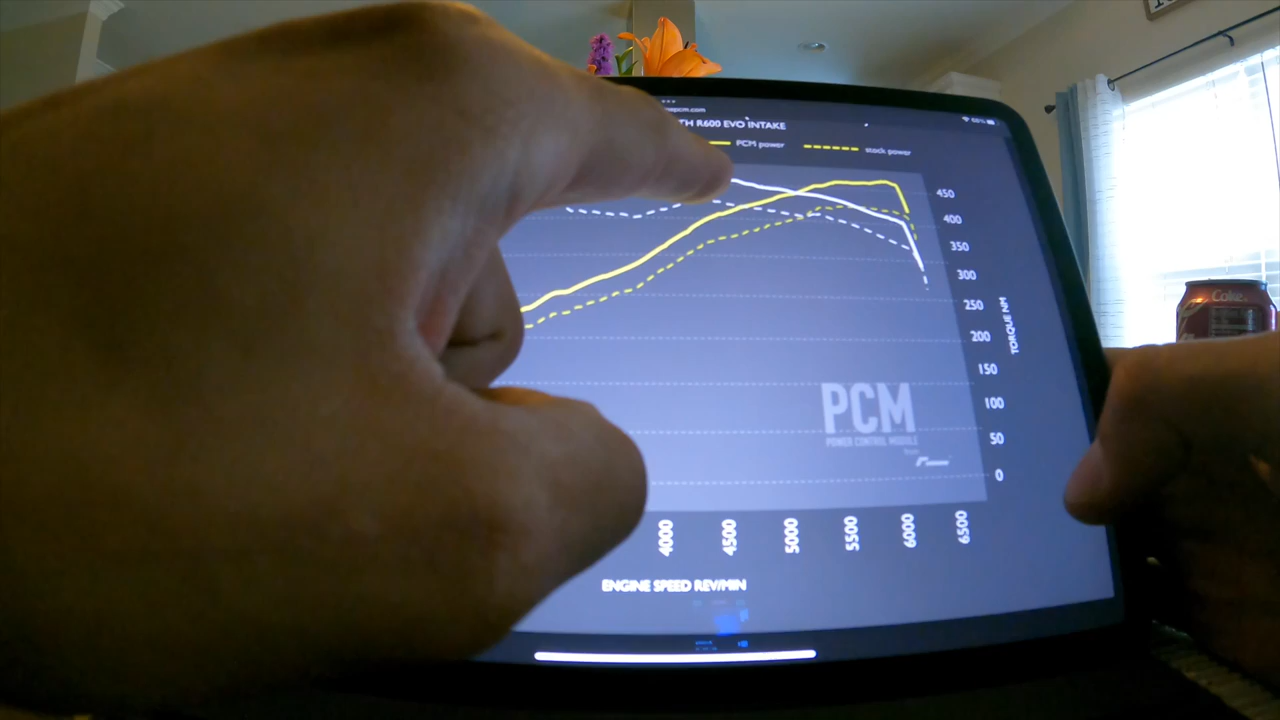 TH R600 EVO INTAKE
PCM power
stock power
450
400
350
300
250
200
150
100
50
0
TORQUE NM
PCM
POWER CONTROL MODULE
4000
4500
5000
5500
6000
6500
ENGINE SPEED REV/MIN
Coke